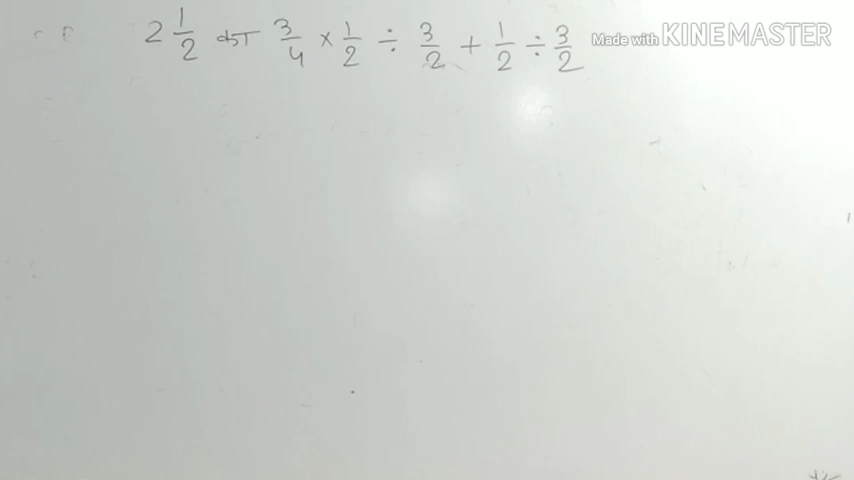 2 1/2 का 3/4 × 1/2 ÷ 3/2 + 1/2 ÷ 3/2
Made with KINEMASTER